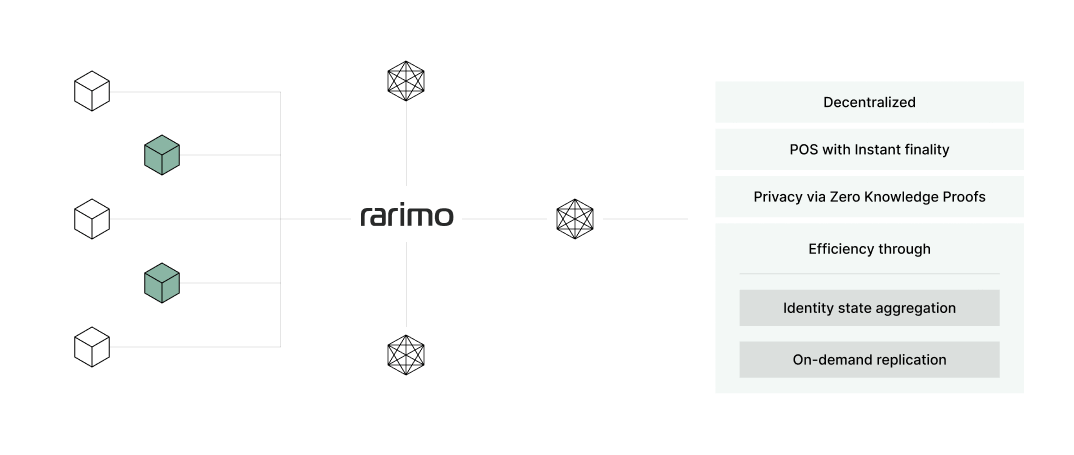 rarimo
Decentralized
POS with Instant finality
Privacy via Zero Knowledge Proofs
Efficiency through
Identity state aggregation
On-demand replication